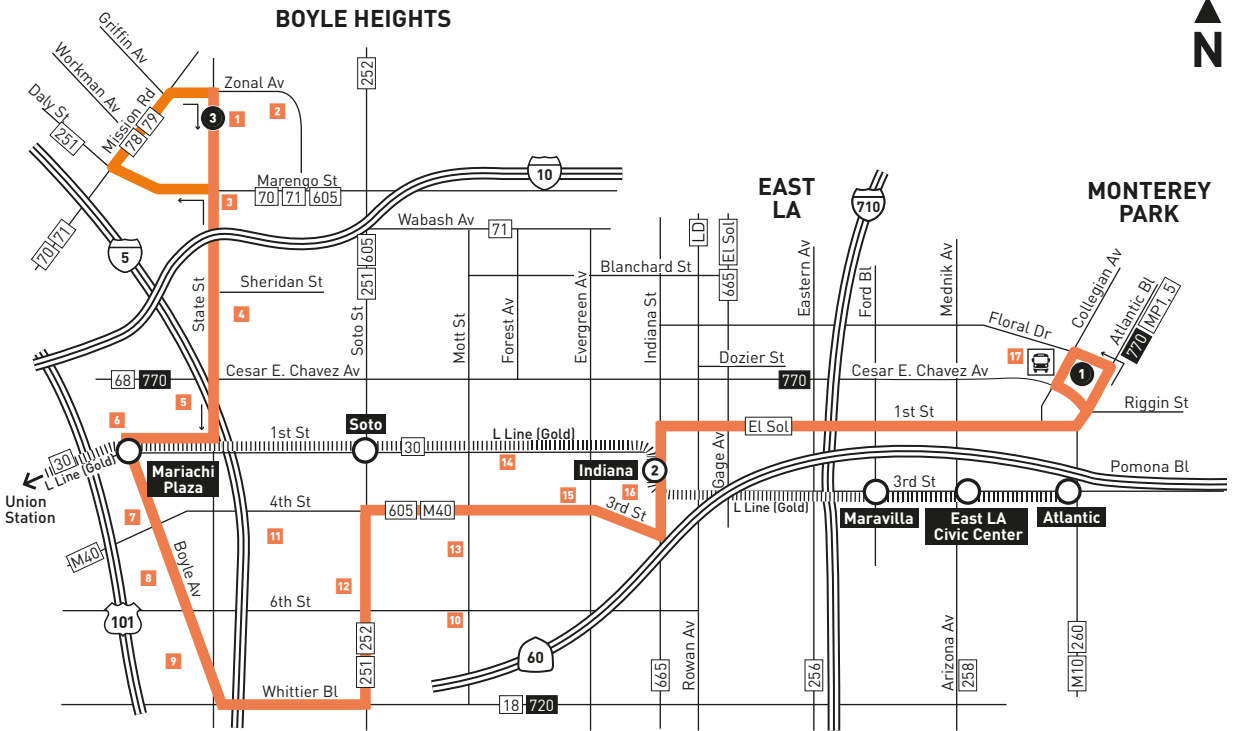 BOYLE HEIGHTS
N
Griffin Av
Workman Av
Daly St
251
Mission Rd
78 79
Zonal Av
252
3
1
2
Marengo St
70 71 605
3
10
70 71
5
EAST
LA
710
MONTEREY
PARK
Wabash Av
71
LD
665 El Sol
251 605
Blanchard St
Sheridan St
4
State St
Soto St
Mott St
Forest Av
Evergreen Av
Indiana St
Eastern Av
Ford Bl
Mednik Av
Floral Dr
Collegian Av
Atlantic Bl
770 MP1, 5
17
1
Dozier St
68 770
Cesar E. Chavez Av
770
Cesar E. Chavez Av
5
6
Riggin St
1st St
El Sol
Soto
1st St
30
L Line (Gold)
30
L Line (Gold)
Union
Station
Mariachi
Plaza
14
Indiana
2
Gage Av
Pomona Bl
3rd St
15
16
3rd St
L Line (Gold)
Maravilla
East LA
Civic Center
Atlantic
7
4th St
605 M40
M40
11
13
Boyle Av
8
12
6th St
10
101
9
251 252
60
665
Rowan Av
256
Arizona Av
258
M10 260
Whittier Bl
18 720